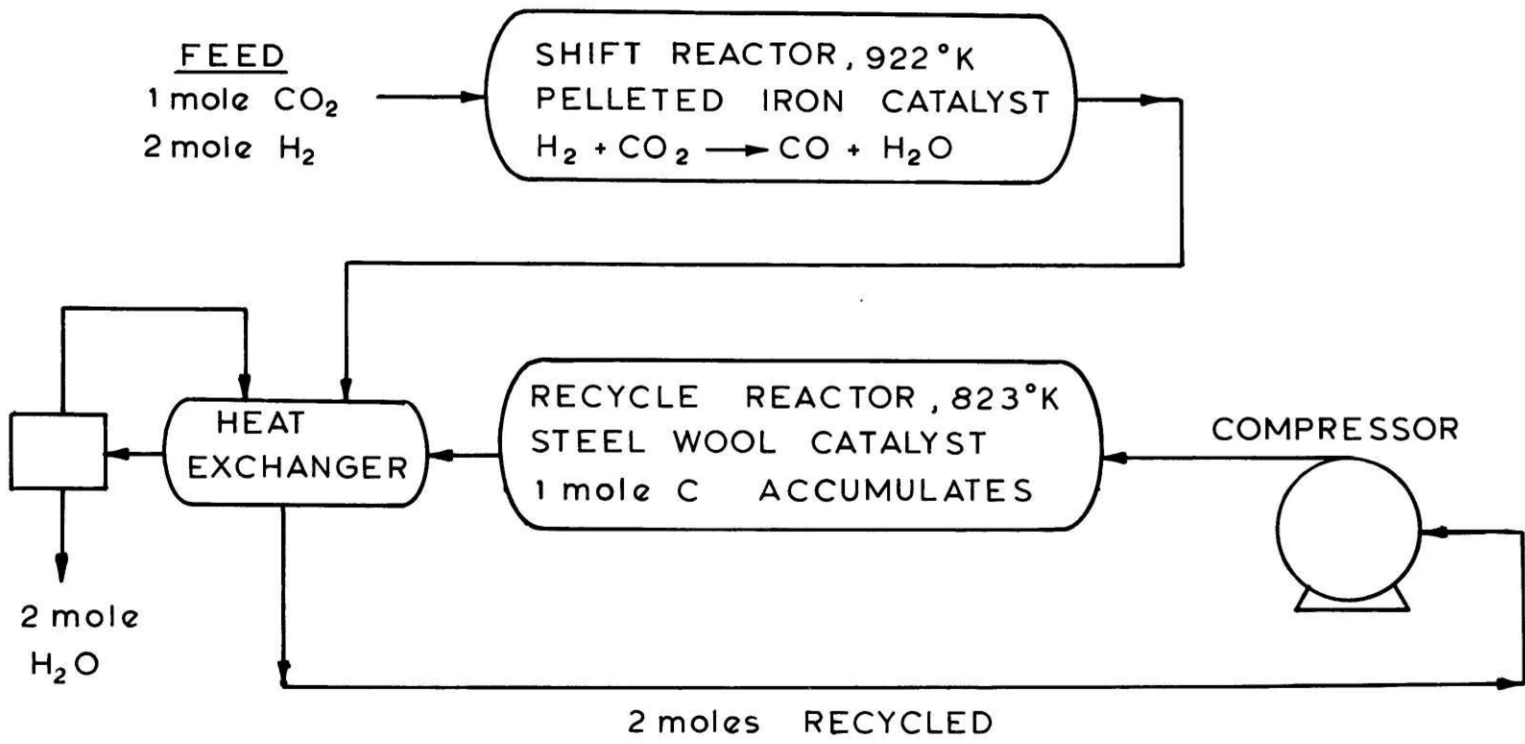 FEED
1 mole CO₂
2 mole H₂
SHIFT REACTOR, 922°K
PELLETED IRON CATALYST
H₂ + CO₂ → CO + H₂O
HEAT
EXCHANGER
RECYCLE REACTOR, 823°K
STEEL WOOL CATALYST
1 mole C ACCUMULATES
COMPRESSOR
2 mole
H₂O
2 moles RECYCLED